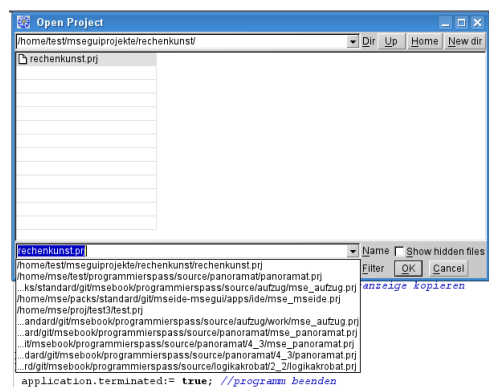 Open Project
/home/test/mseguiprojekte/rechenkunst/ Dir Up Home New dir
rechenkunst.prj
rechenkunst.prj Name Show hidden files
/home/test/mseguiprojekte/rechenkunst/rechenkunst.prj Filter OK Cancel
/home/mse/test/programmierspass/source/panoramat/panoramat.prj
...ks/standard/git/msebook/programmierspass/source/aufzug/mse_aufzug.prj anzeige kopieren
/home/mse/packs/standard/git/mseide-msegui/apps/ide/mse_mseide.prj
/home/mse/proj/test3/test.prj
...andard/git/msebook/programmierspass/source/aufzug/work/mse_aufzug.prj
...ard/git/msebook/programmierspass/source/panoramat/mse_panoramat.prj
...it/msebook/programmierspass/source/panoramat/4_3/mse_panoramat.prj
...dard/git/msebook/programmierspass/source/panoramat/4_3/panoramat.prj
...rd/git/msebook/programmierspass/source/logikakrobat/2_2/logikakrobat.prj
application.terminated:= true; //programm beenden